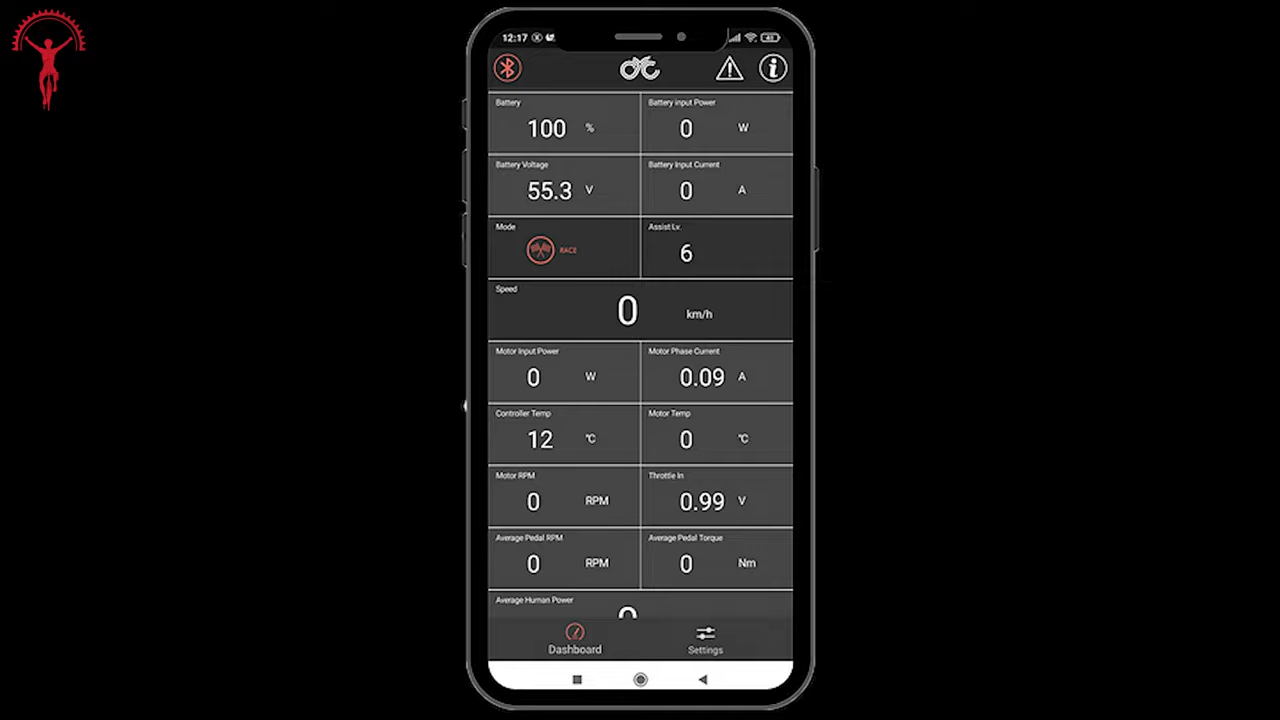 12:17
Battery
100 %
Battery input Power
0 W
Battery Voltage
55.3 V
Battery Input Current
0 A
Mode
RACE
Assist Lv.
6
Speed
0 km/h
Motor Input Power
0 W
Motor Phase Current
0.09 A
Controller Temp
12 °C
Motor Temp
0 °C
Motor RPM
0 RPM
Throttle In
0.99 V
Average Pedal RPM
0 RPM
Average Pedal Torque
0 Nm
Average Human Power
0
Dashboard
Settings